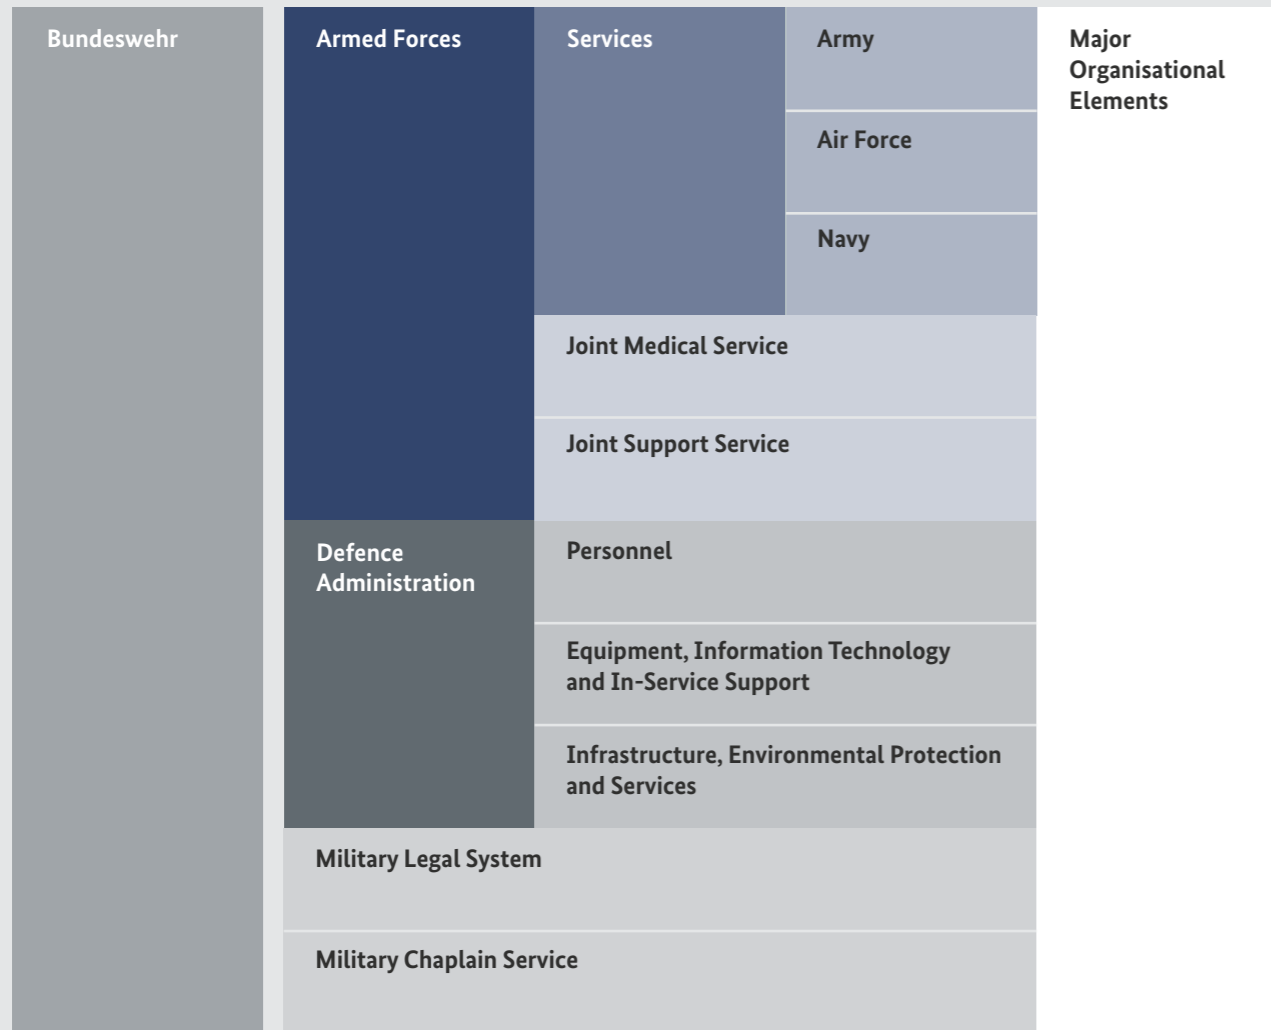 Bundeswehr
Armed Forces
Services
Army
Major
Organisational
Elements
Air Force
Navy
Joint Medical Service
Joint Support Service
Defence
Administration
Personnel
Equipment, Information Technology
and In-Service Support
Infrastructure, Environmental Protection
and Services
Military Legal System
Military Chaplain Service